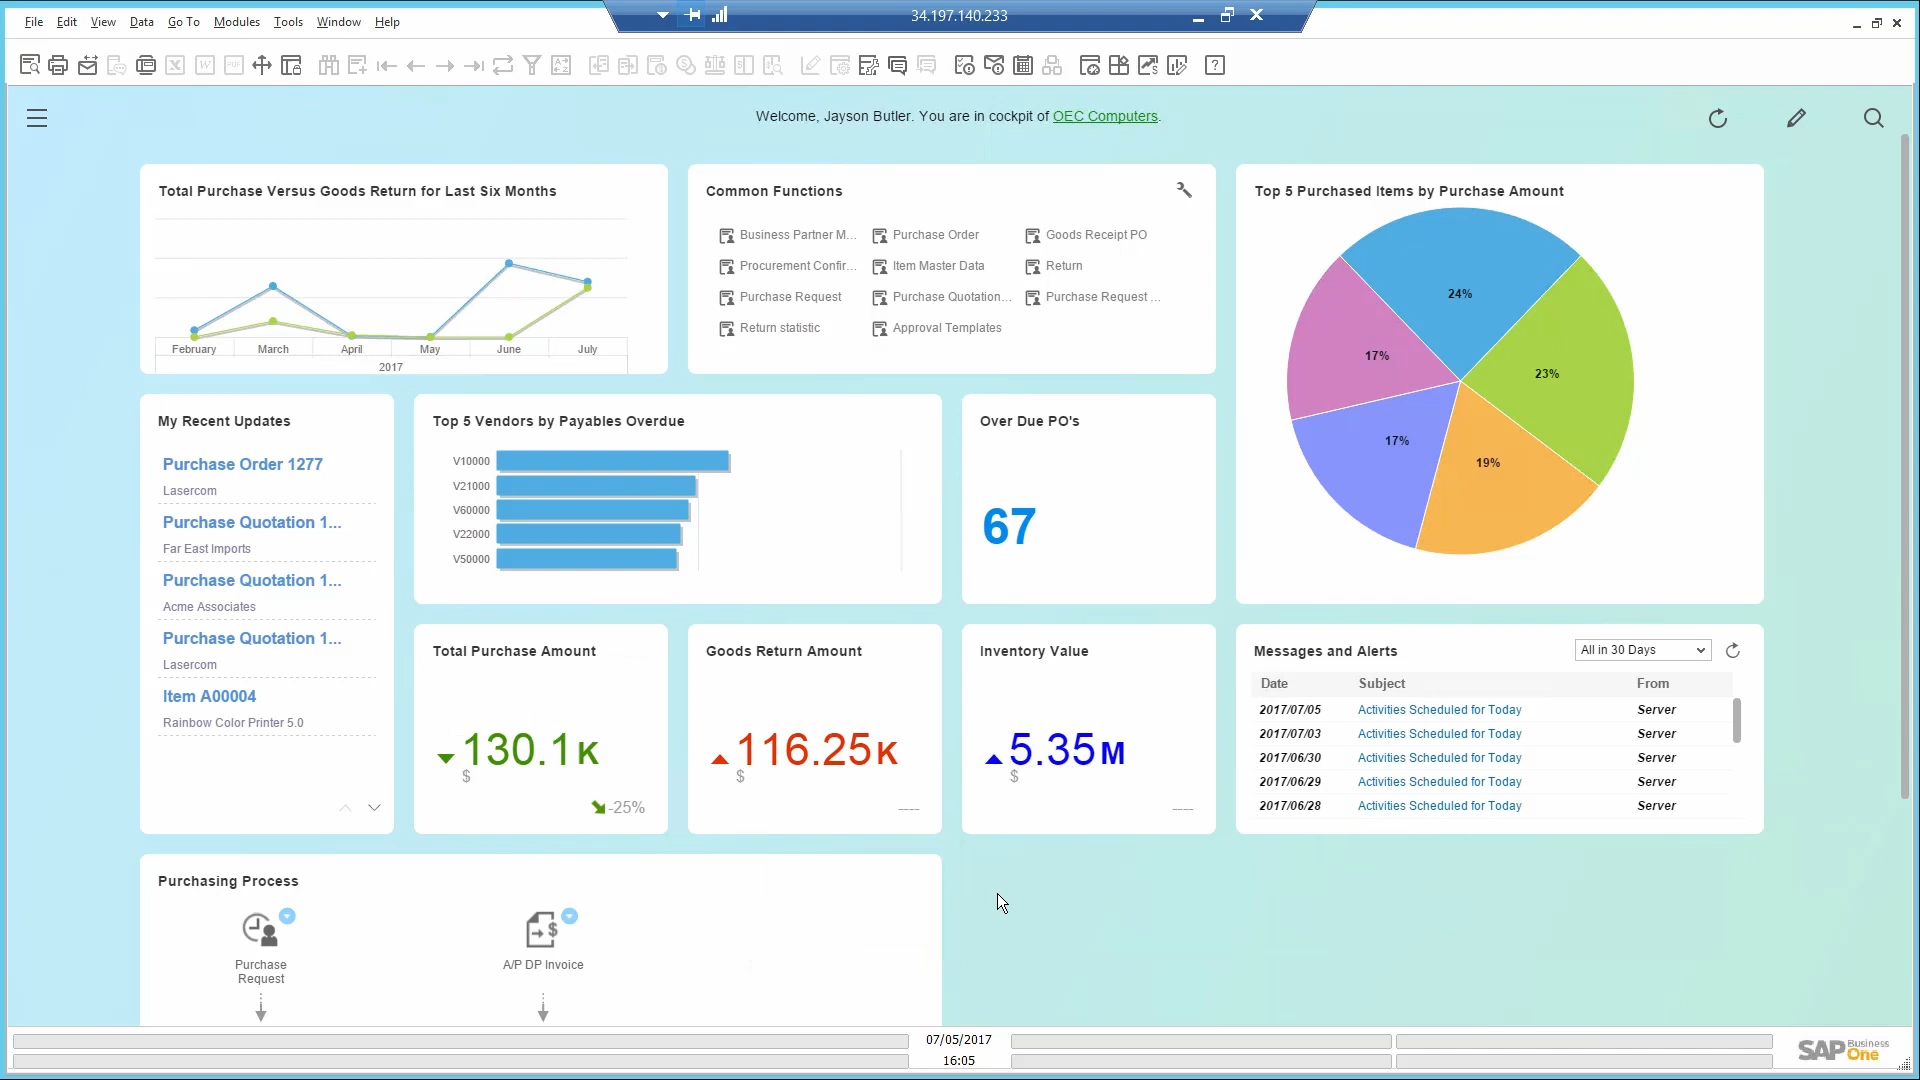 34.197.140.233
File Edit View Data Go To Modules Tools Window Help
Welcome, Jayson Butler. You are in cockpit of OEC Computers.
Total Purchase Versus Goods Return for Last Six Months
February March April May June July
2017
Common Functions
Business Partner M... Purchase Order Goods Receipt PO
Procurement Confir... Item Master Data Return
Purchase Request Purchase Quotation... Purchase Request ...
Return statistic Approval Templates
Top 5 Purchased Items by Purchase Amount
24%
23%
19%
17%
17%
My Recent Updates
Purchase Order 1277
Lasercom
Purchase Quotation 1...
Far East Imports
Purchase Quotation 1...
Acme Associates
Purchase Quotation 1...
Lasercom
Item A00004
Rainbow Color Printer 5.0
Top 5 Vendors by Payables Overdue
V10000
V21000
V60000
V22000
V50000
Over Due PO's
67
Total Purchase Amount
$ 130.1K
-25%
Goods Return Amount
$ 116.25K
----
Inventory Value
$ 5.35M
----
Messages and Alerts All in 30 Days
Date Subject From
2017/07/05 Activities Scheduled for Today Server
2017/07/03 Activities Scheduled for Today Server
2017/06/30 Activities Scheduled for Today Server
2017/06/29 Activities Scheduled for Today Server
2017/06/28 Activities Scheduled for Today Server
Purchasing Process
Purchase
Request
A/P DP Invoice
07/05/2017
16:05
SAP Business
One